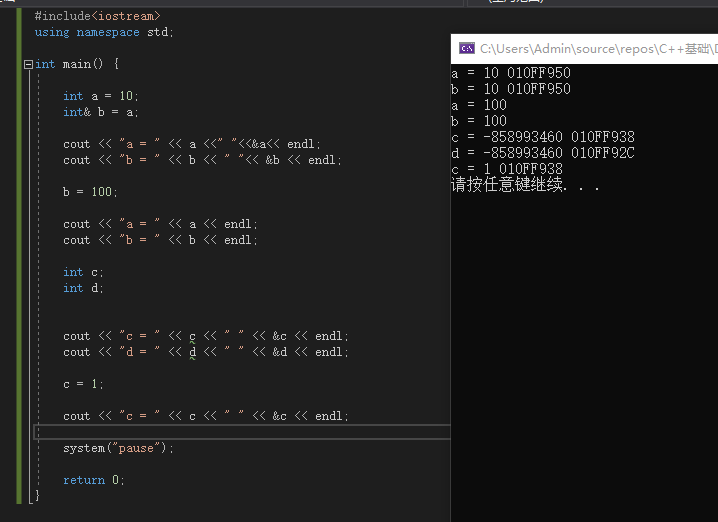 #include<iostream>
using namespace std;
int main() {
int a = 10;
int& b = a;
cout << "a = " << a <<" "<<&a<< endl;
cout << "b = " << b << " "<< &b << endl;
b = 100;
cout << "a = " << a << endl;
cout << "b = " << b << endl;
int c;
int d;
cout << "c = " << c << " " << &c << endl;
cout << "d = " << d << " " << &d << endl;
c = 1;
cout << "c = " << c << " " << &c << endl;
system("pause");
return 0;
}
C:\Users\Admin\source\repos\C++基础\D
a = 10 010FF950
b = 10 010FF950
a = 100
b = 100
c = -858993460 010FF938
d = -858993460 010FF92C
c = 1 010FF938
请按任意键继续. . .